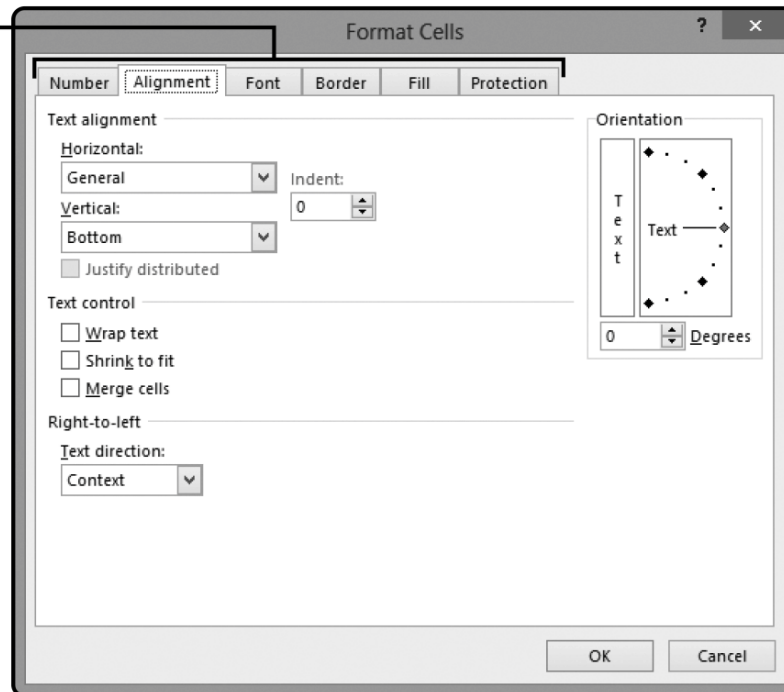 Format Cells ? ×
Number Alignment Font Border Fill Protection
Text alignment
Horizontal:
General
Indent:
0
Vertical:
Bottom
Justify distributed
Text control
Wrap text
Shrink to fit
Merge cells
Right-to-left
Text direction:
Context
Orientation
T
e
x
t
Text
0 Degrees
OK Cancel